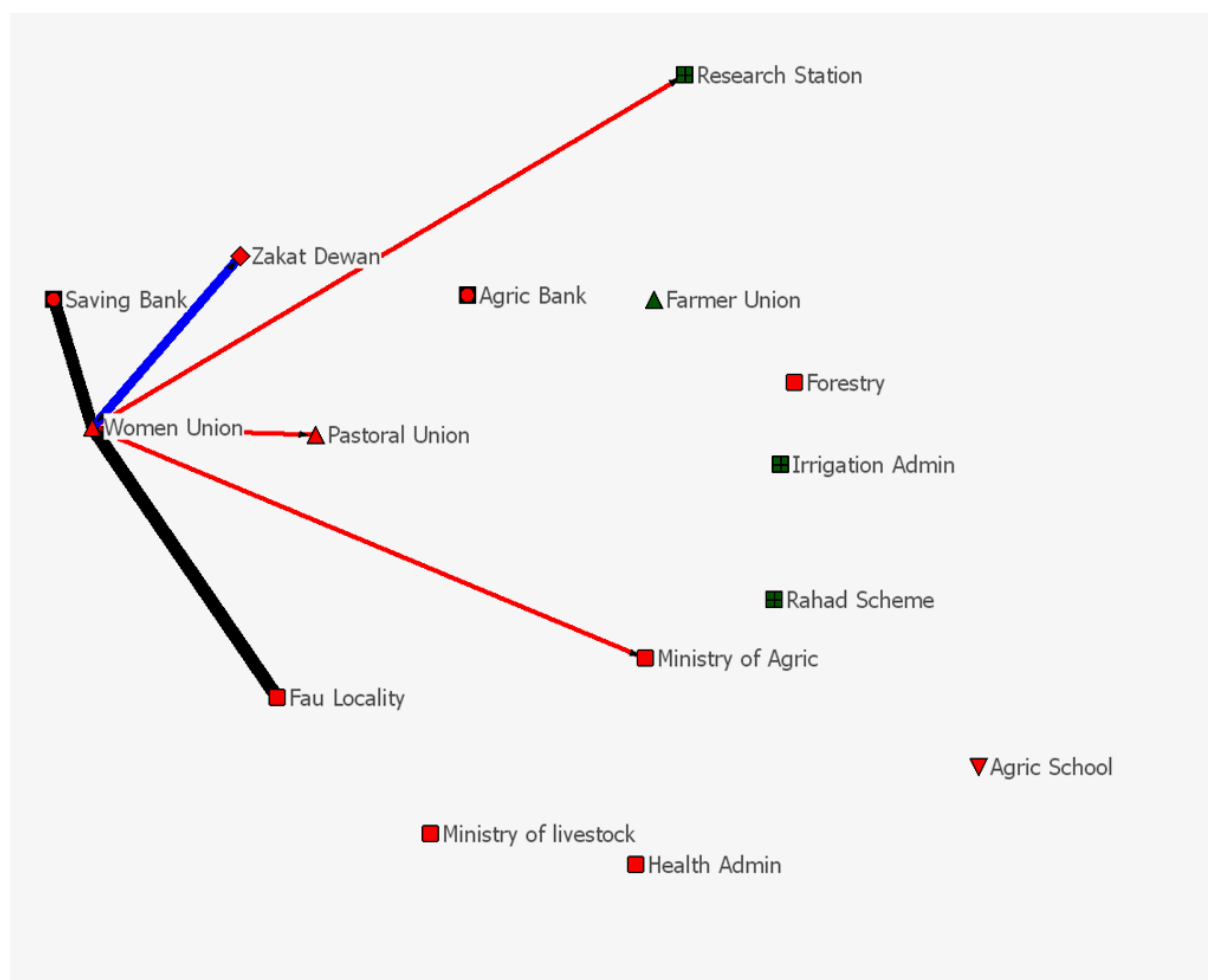 Research Station
Zakat Dewan
Saving Bank
Agric Bank
Farmer Union
Forestry
Women Union
Pastoral Union
Irrigation Admin
Rahad Scheme
Ministry of Agric
Fau Locality
Agric School
Ministry of livestock
Health Admin